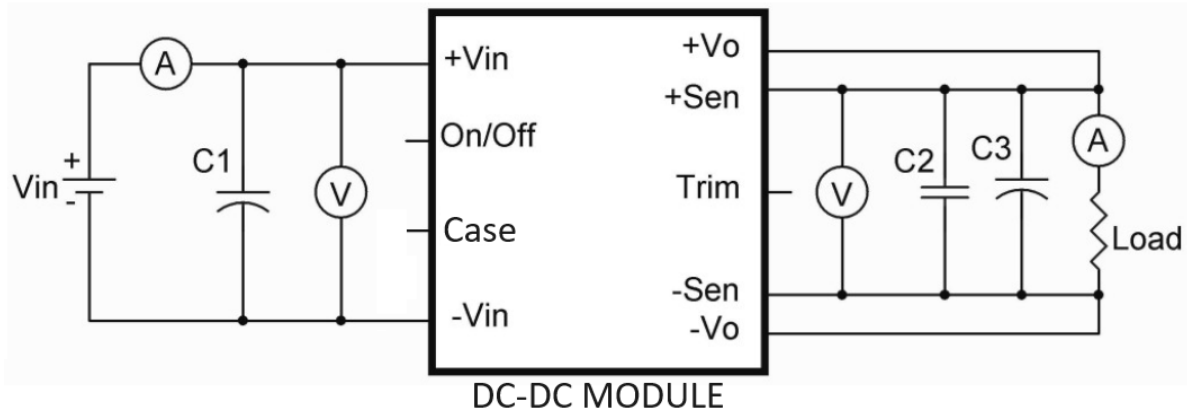 A
+Vin
+Vo
+Sen
On/Off
C1
+
Vin
-
V
Case
-Vin
Trim
V
C2
C3
A
Load
-Sen
-Vo
DC-DC MODULE